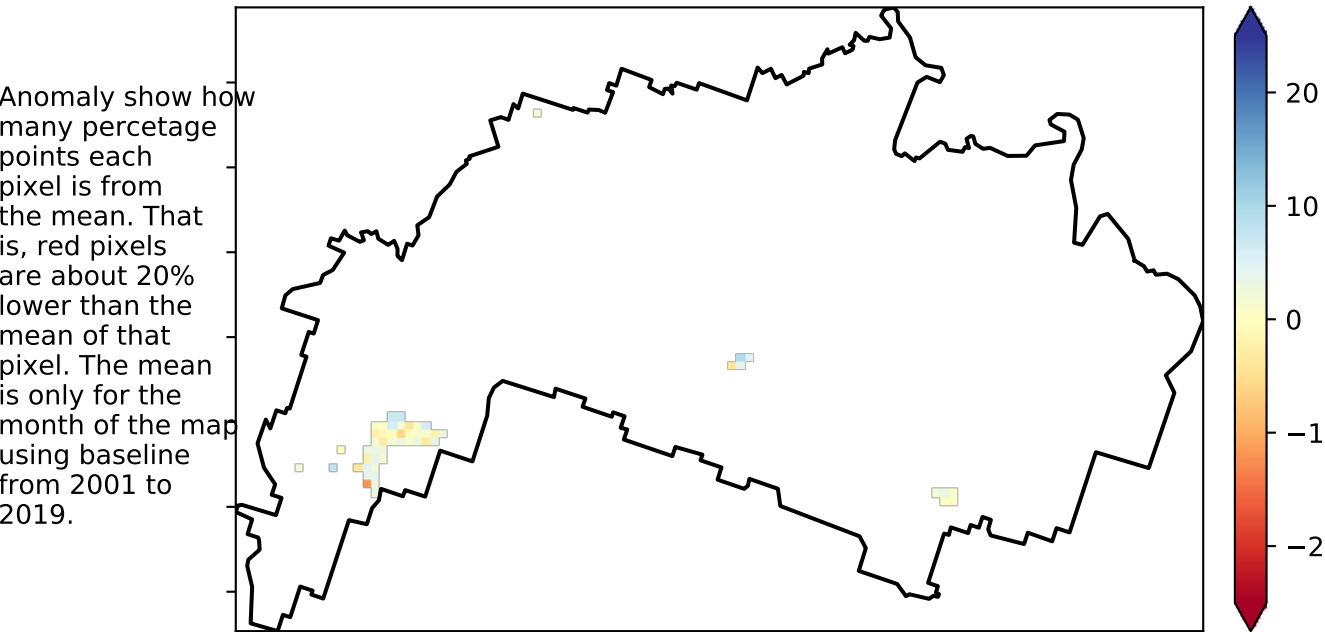 Anomaly show how
many percetage
points each
pixel is from
the mean. That
is, red pixels
are about 20%
lower than the
mean of that
pixel. The mean
is only for the
month of the map
using baseline
from 2001 to
2019.
20
10
0
−1
−2